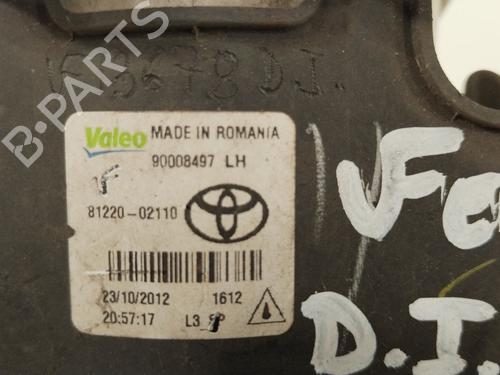 B-PARTS
Valeo MADE IN ROMANIA
90008497 LH
81220-02110
23/10/2012 1612
20:57:17 L3
D.I.